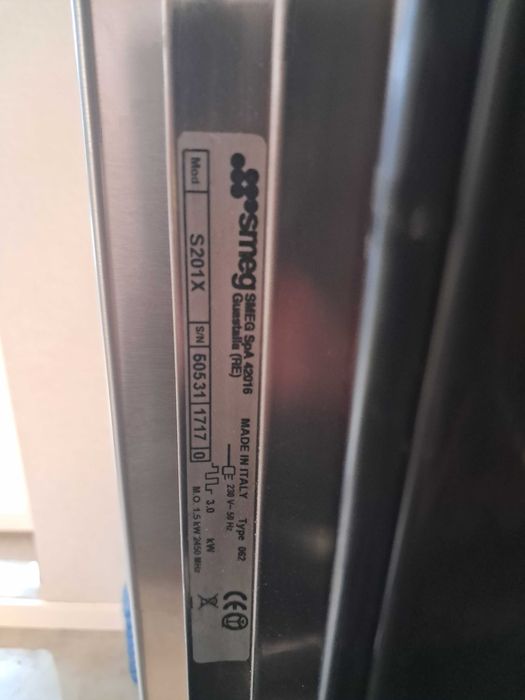 smeg
SMEG SpA 42016
Guastalla (RE)
MADE IN ITALY Type 062
230 V~ 50 Hz
3.0 kW
M.O. 1.5 kW 2450 MHz
Mod S201X S/N 60531 1717 0
CE